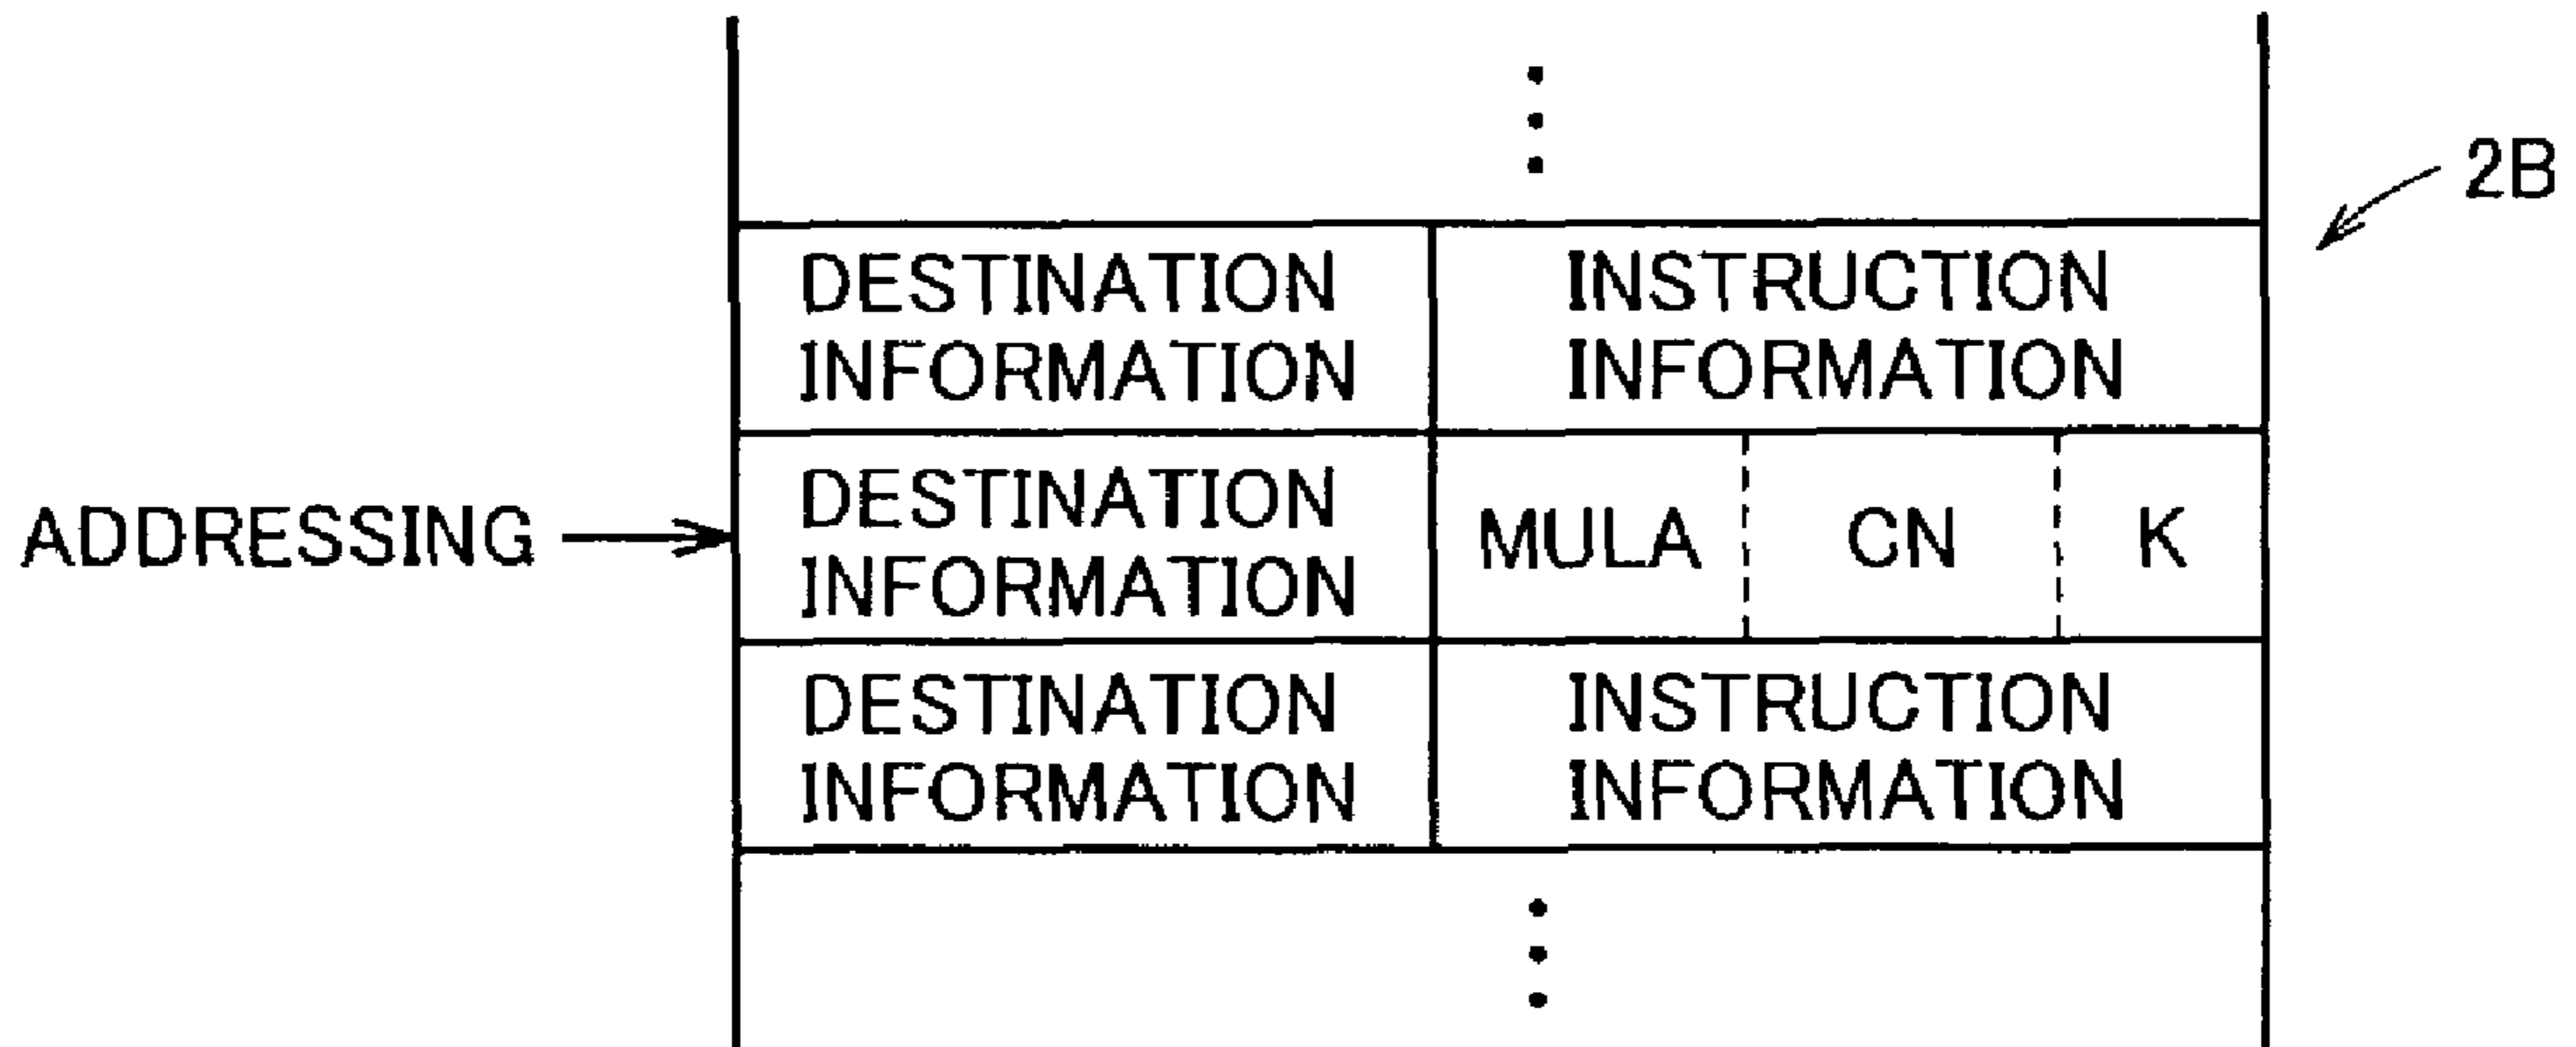 2B
DESTINATION INSTRUCTION
INFORMATION INFORMATION
DESTINATION
ADDRESSING MULA CN K
INFORMATION
DESTINATION INSTRUCTION
INFORMATION INFORMATION